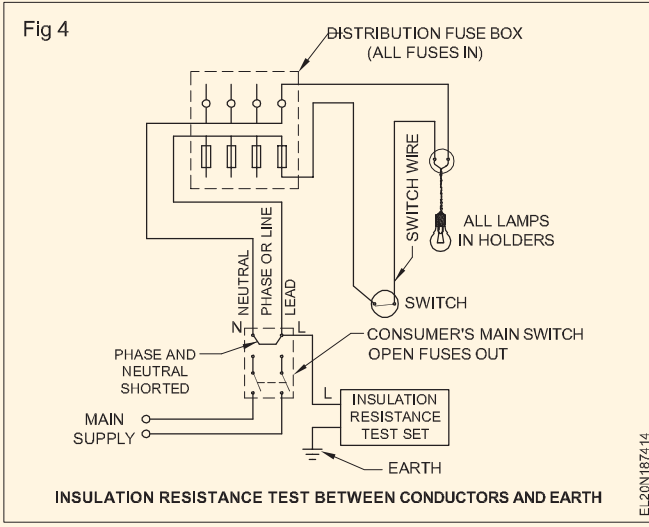 Fig 4
DISTRIBUTION FUSE BOX
(ALL FUSES IN)
SWITCH WIRE
ALL LAMPS
IN HOLDERS
NEUTRAL
PHASE OR LINE
LEAD
SWITCH
N
L
CONSUMER'S MAIN SWITCH
OPEN FUSES OUT
PHASE AND
NEUTRAL
SHORTED
L
INSULATION
RESISTANCE
TEST SET
MAIN
SUPPLY
EARTH
INSULATION RESISTANCE TEST BETWEEN CONDUCTORS AND EARTH
EL20N187414